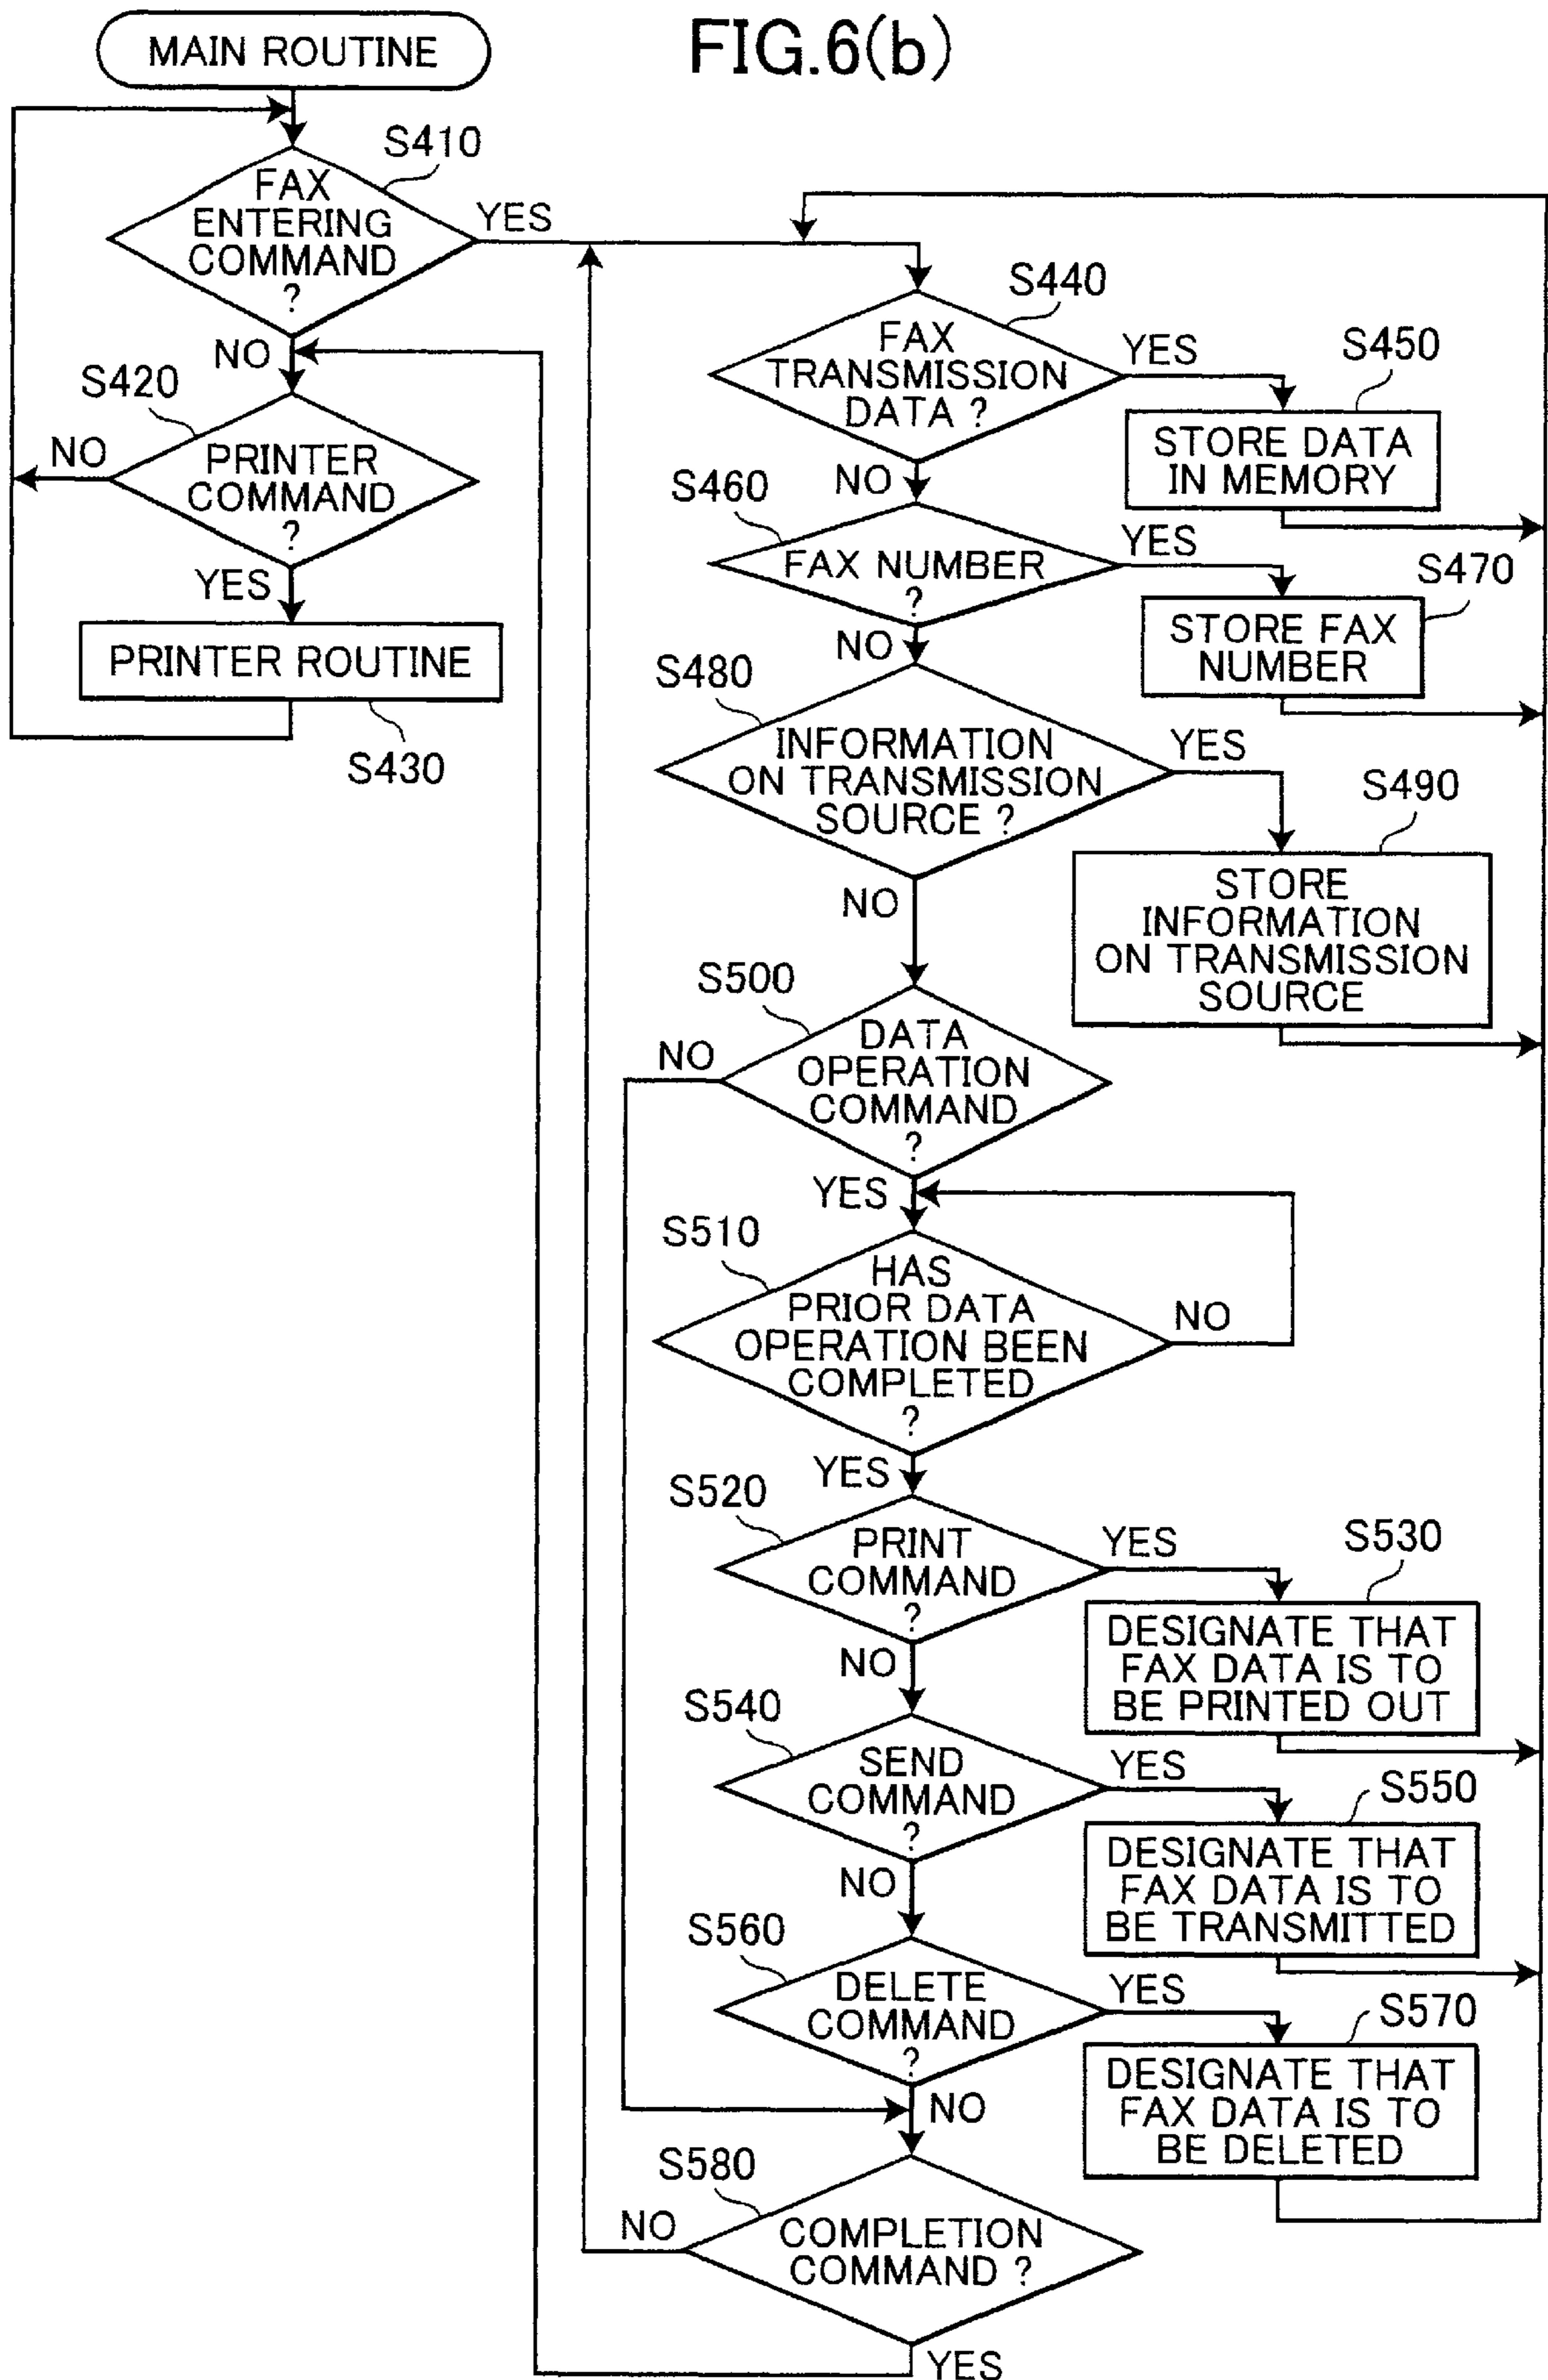 FIG.6(b)
MAIN ROUTINE
S410
FAX
ENTERING
COMMAND
?
YES
NO
S420
PRINTER
COMMAND
?
NO
YES
PRINTER ROUTINE
S430
S440
FAX
TRANSMISSION
DATA ?
YES
S450
STORE DATA
IN MEMORY
NO
S460
FAX NUMBER
?
YES
S470
STORE FAX
NUMBER
NO
S480
INFORMATION
ON TRANSMISSION
SOURCE ?
YES
S490
STORE
INFORMATION
ON TRANSMISSION
SOURCE
NO
S500
DATA
OPERATION
COMMAND
?
NO
YES
S510
HAS
PRIOR DATA
OPERATION BEEN
COMPLETED
?
NO
YES
S520
PRINT
COMMAND
?
YES
S530
DESIGNATE THAT
FAX DATA IS TO
BE PRINTED OUT
NO
S540
SEND
COMMAND
?
YES
S550
DESIGNATE THAT
FAX DATA IS TO
BE TRANSMITTED
NO
S560
DELETE
COMMAND
?
YES
S570
DESIGNATE THAT
FAX DATA IS TO
BE DELETED
NO
S580
COMPLETION
COMMAND ?
NO
YES